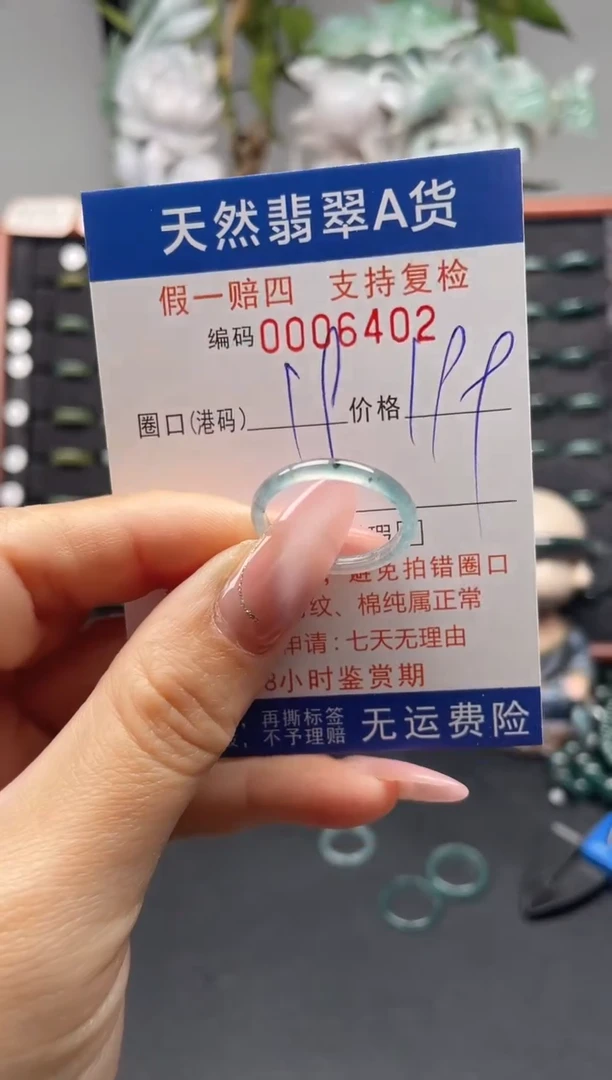 天然翡翠A货
假一赔四 支持复检
编码0006402
圈口(港码) 价格
瑕
避免拍错圈口
纹、棉纯属正常
申请:七天无理由
8小时鉴赏期
再撕标签
不予理赔
无运费险